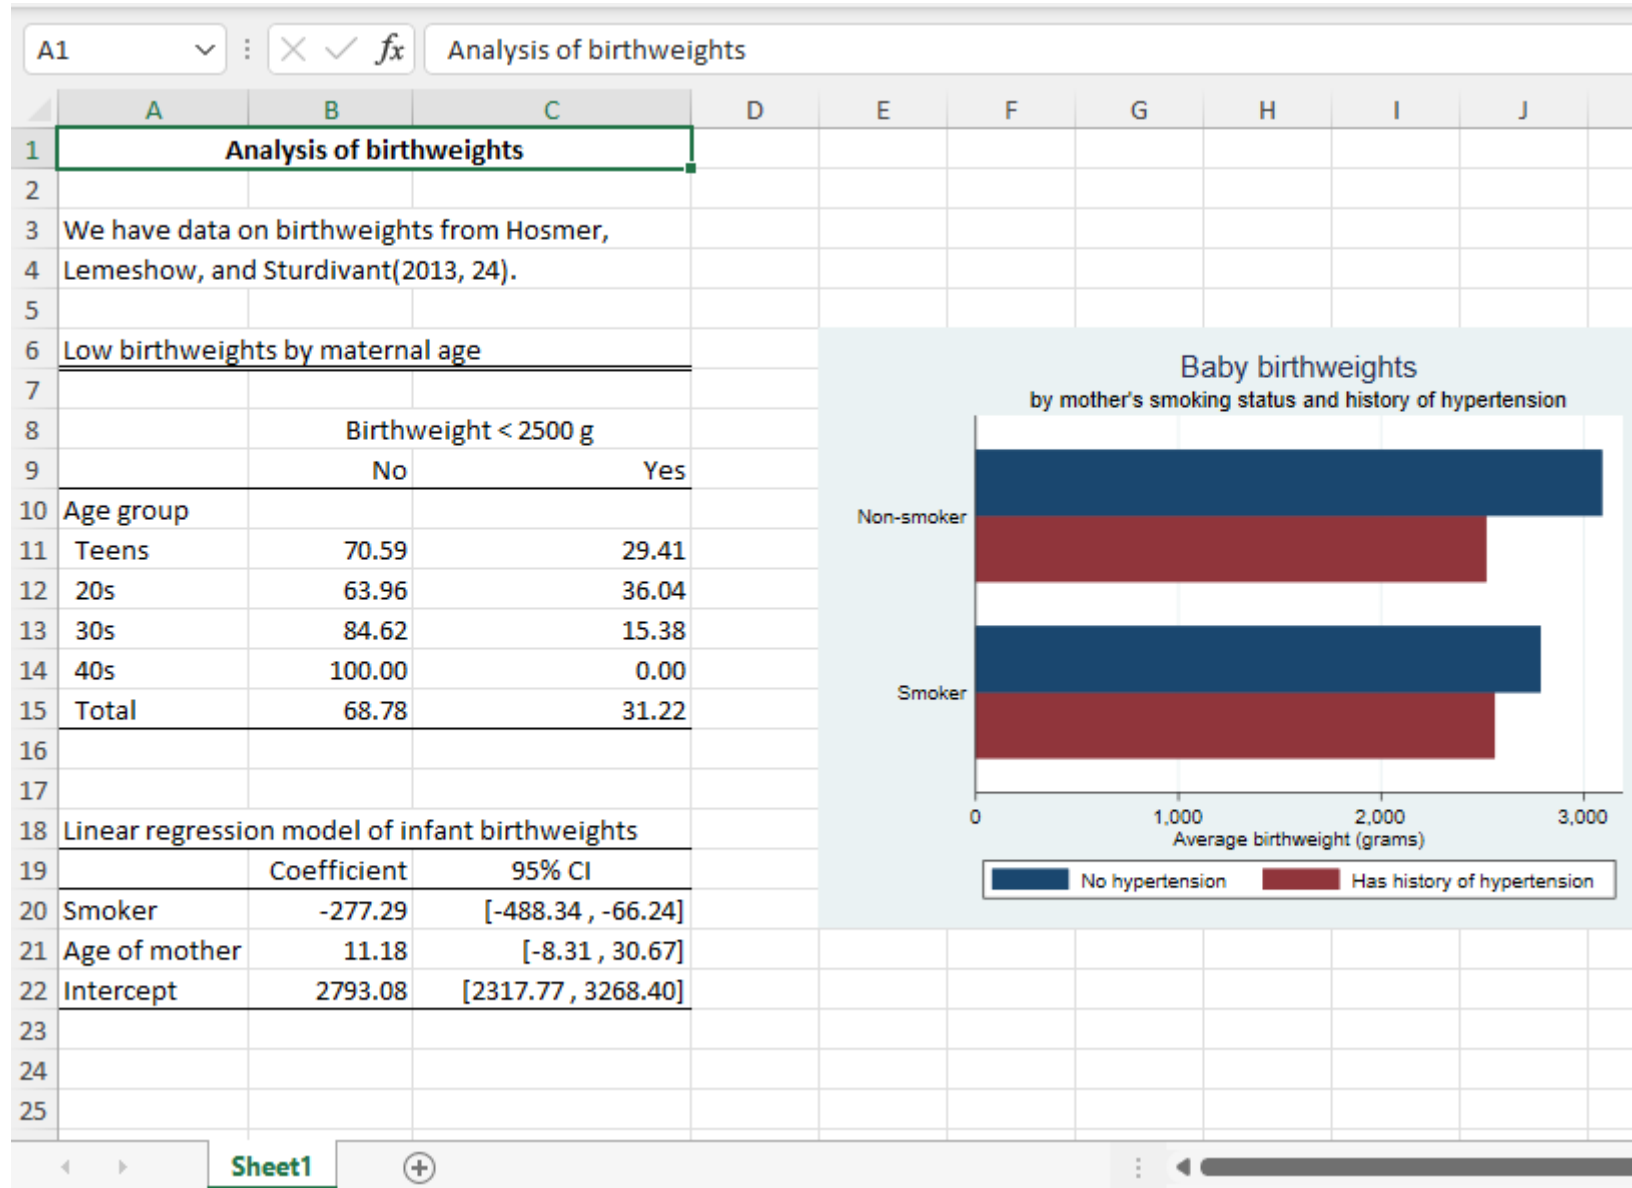 A1 fx Analysis of birthweights
A B C D E F G H I J
1 Analysis of birthweights
2
3 We have data on birthweights from Hosmer,
4 Lemeshow, and Sturdivant(2013, 24).
5
6 Low birthweights by maternal age
7
8 Birthweight < 2500 g
9 No Yes
10 Age group
11 Teens 70.59 29.41
12 20s 63.96 36.04
13 30s 84.62 15.38
14 40s 100.00 0.00
15 Total 68.78 31.22
16
17
18 Linear regression model of infant birthweights
19 Coefficient 95% CI
20 Smoker -277.29 [-488.34 , -66.24]
21 Age of mother 11.18 [-8.31 , 30.67]
22 Intercept 2793.08 [2317.77 , 3268.40]
23
24
25
Baby birthweights
by mother's smoking status and history of hypertension
Non-smoker
Smoker
0 1,000 2,000 3,000
Average birthweight (grams)
No hypertension Has history of hypertension
Sheet1